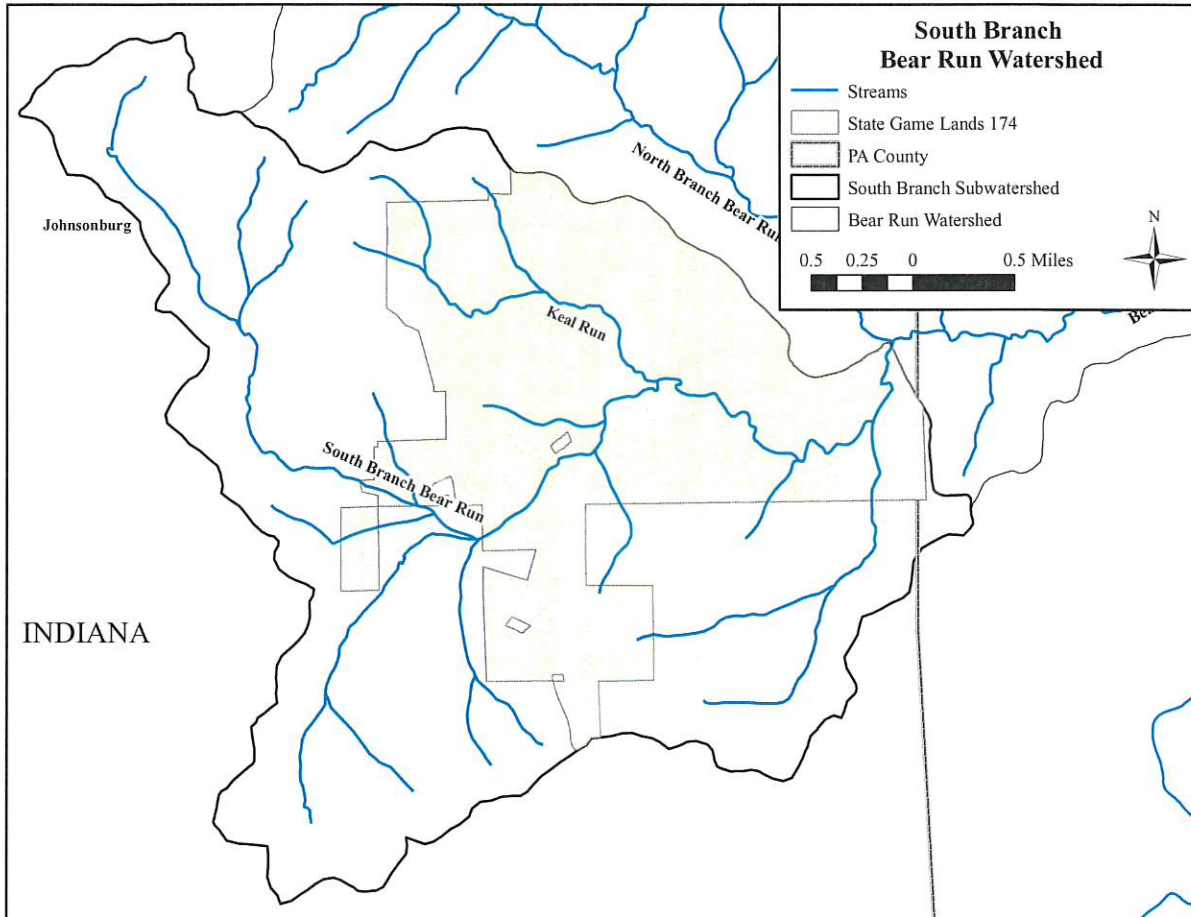 South Branch
Bear Run Watershed
Streams
State Game Lands 174
PA County
South Branch Subwatershed
Bear Run Watershed
N
0.5 0.25 0 0.5 Miles
North Branch Bear Run
Johnsonburg
Keal Run
South Branch Bear Run
INDIANA